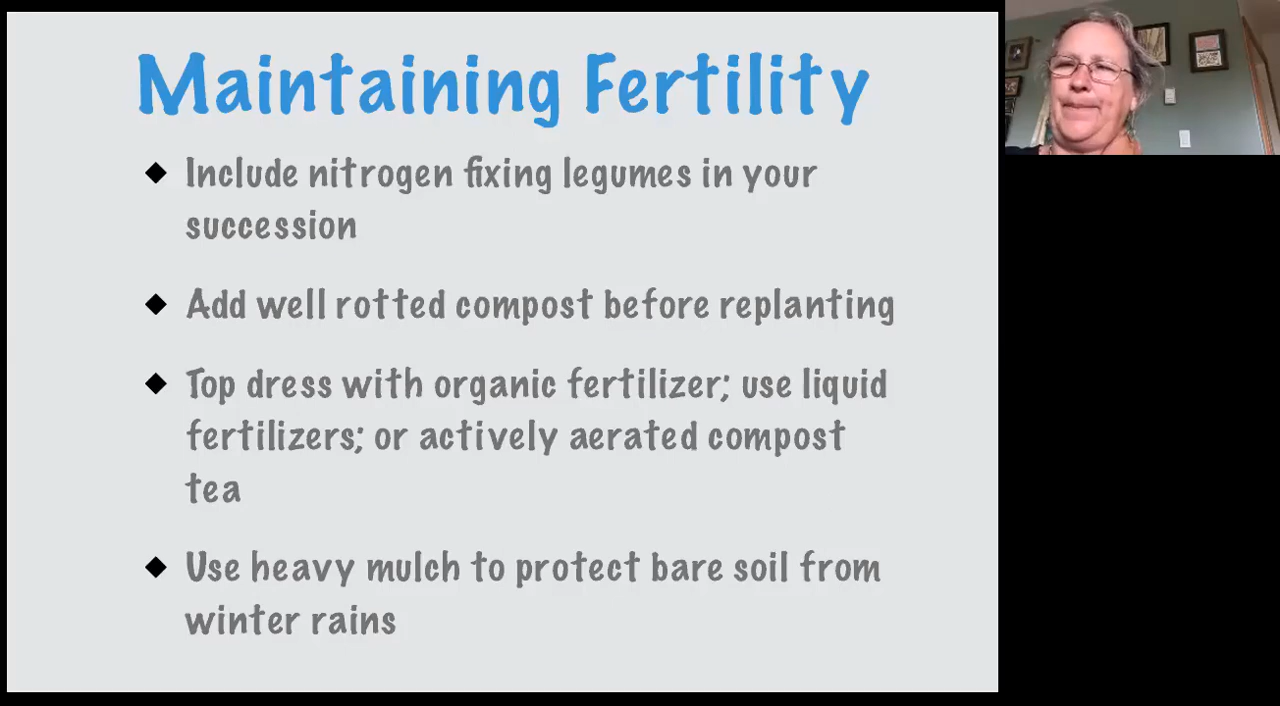 Maintaining Fertility
Include nitrogen fixing legumes in your
succession
Add well rotted compost before replanting
Top dress with organic fertilizer; use liquid
fertilizers; or actively aerated compost
tea
Use heavy mulch to protect bare soil from
winter rains